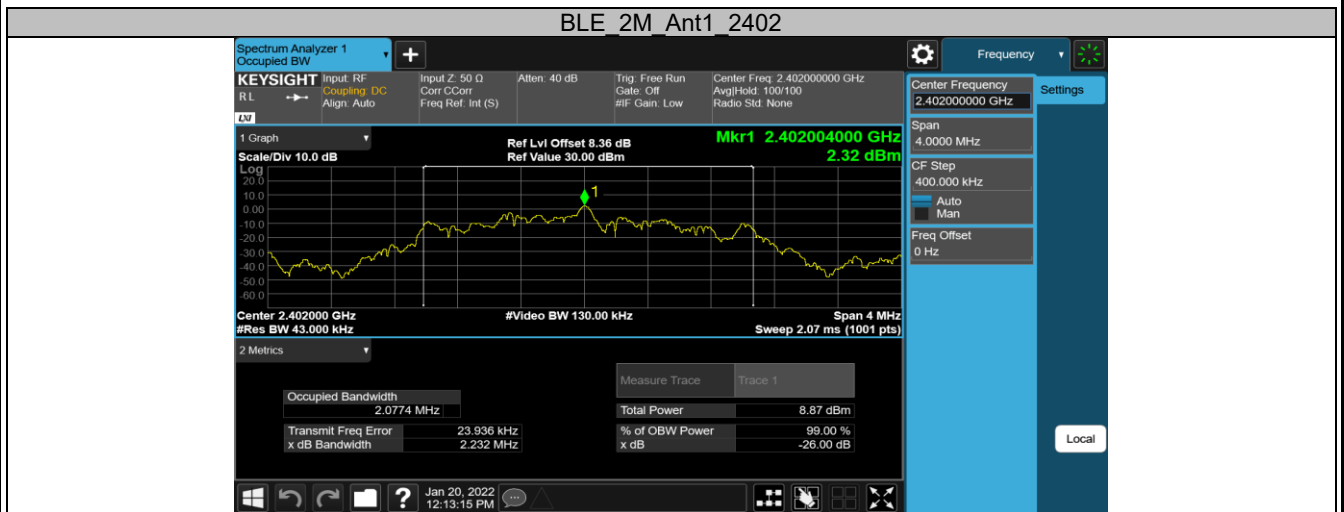 BLE_2M_Ant1_2402
Spectrum Analyzer 1
Occupied BW
+
Frequency
KEYSIGHT
R L
LXI
Input: RF
Coupling: DC
Align: Auto
Input Z: 50 Ω
Corr CCorr
Freq Ref: Int (S)
Atten: 40 dB
Trig: Free Run
Gate: Off
#IF Gain: Low
Center Freq: 2.402000000 GHz
Avg|Hold: 100/100
Radio Std: None
Center Frequency
2.402000000 GHz
Settings
Span
4.0000 MHz
CF Step
400.000 kHz
Auto
Man
Freq Offset
0 Hz
Local
1 Graph
Scale/Div 10.0 dB
Ref Lvl Offset 8.36 dB
Ref Value 30.00 dBm
Mkr1 2.402004000 GHz
2.32 dBm
Log
20.0
10.0
0.00
-10.0
-20.0
-30.0
-40.0
-50.0
-60.0
1
Center 2.402000 GHz
#Video BW 130.00 kHz
Span 4 MHz
#Res BW 43.000 kHz
Sweep 2.07 ms (1001 pts)
2 Metrics
Measure Trace Trace 1
Occupied Bandwidth
2.0774 MHz
Total Power 8.87 dBm
Transmit Freq Error 23.936 kHz
% of OBW Power 99.00 %
x dB Bandwidth 2.232 MHz
x dB -26.00 dB
?
Jan 20, 2022
12:13:15 PM